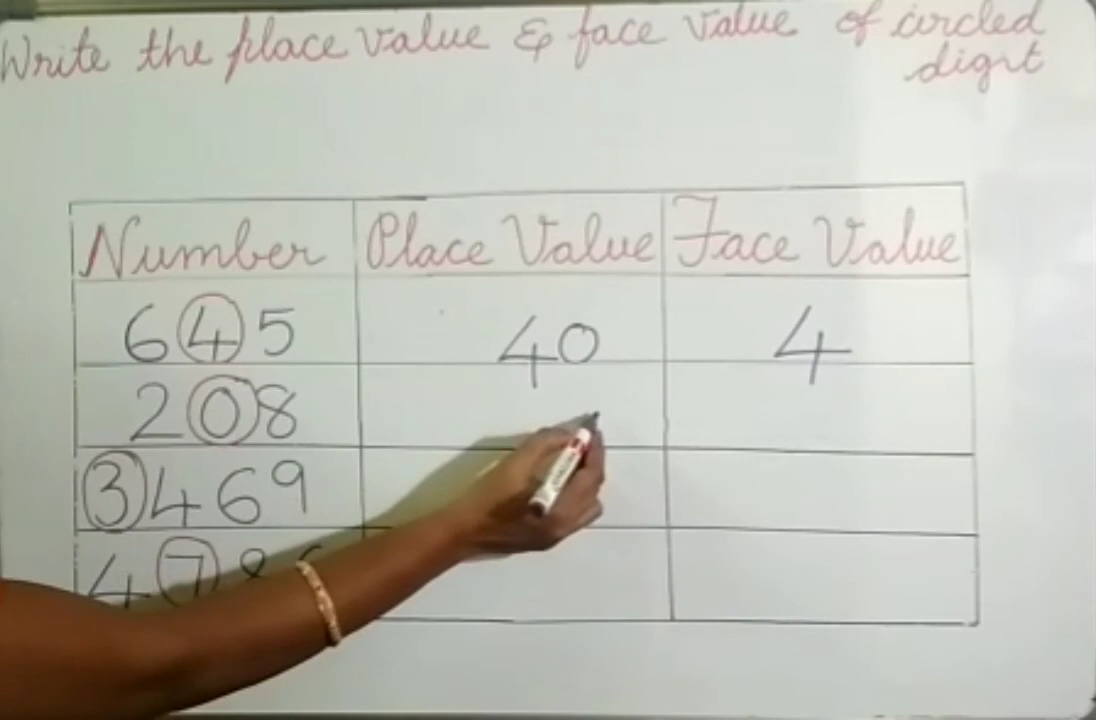 Write the place value & face value of circled
digit
Number Place Value Face Value
645 40 4
208
3469
478